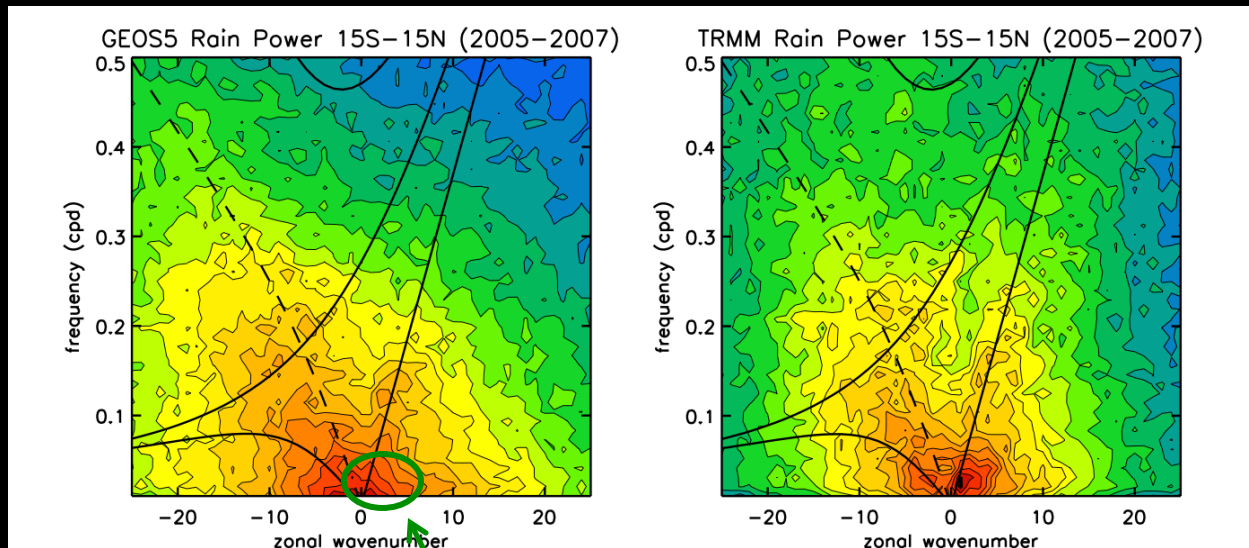 GEOS5 Rain Power 15S-15N (2005-2007)
0.5
0.4
0.3
0.2
0.1
frequency (cpd)
-20 -10 0 10 20
zonal wavenumber
TRMM Rain Power 15S-15N (2005-2007)
0.5
0.4
0.3
0.2
0.1
frequency (cpd)
-20 -10 0 10 20
zonal wavenumber